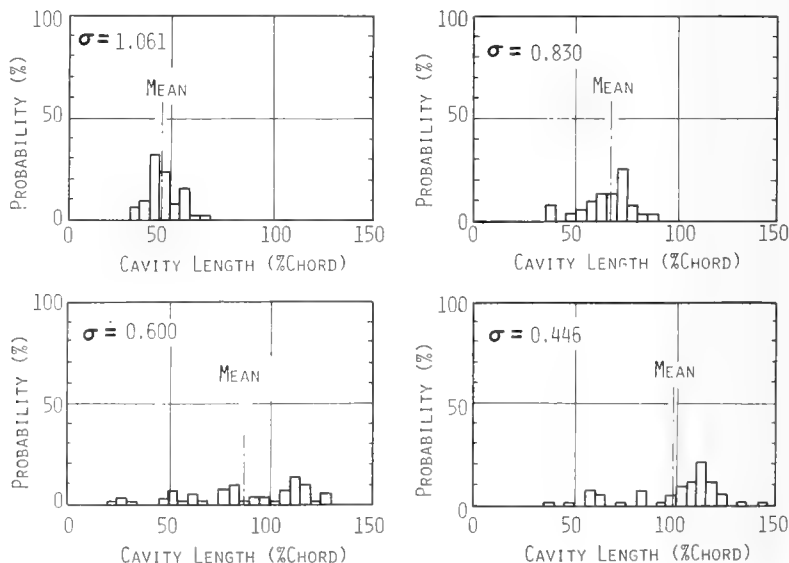 100
σ = 1.061
MEAN
50
0
0 50 100 150
PROBABILITY (%)
CAVITY LENGTH (%CHORD)
100
σ = 0.830
MEAN
50
0
0 50 100 150
PROBABILITY (%)
CAVITY LENGTH (%CHORD)
100
σ = 0.600
MEAN
50
0
0 50 100 150
PROBABILITY (%)
CAVITY LENGTH (%CHORD)
100
σ = 0.446
MEAN
50
0
0 50 100 150
PROBABILITY (%)
CAVITY LENGTH (%CHORD)